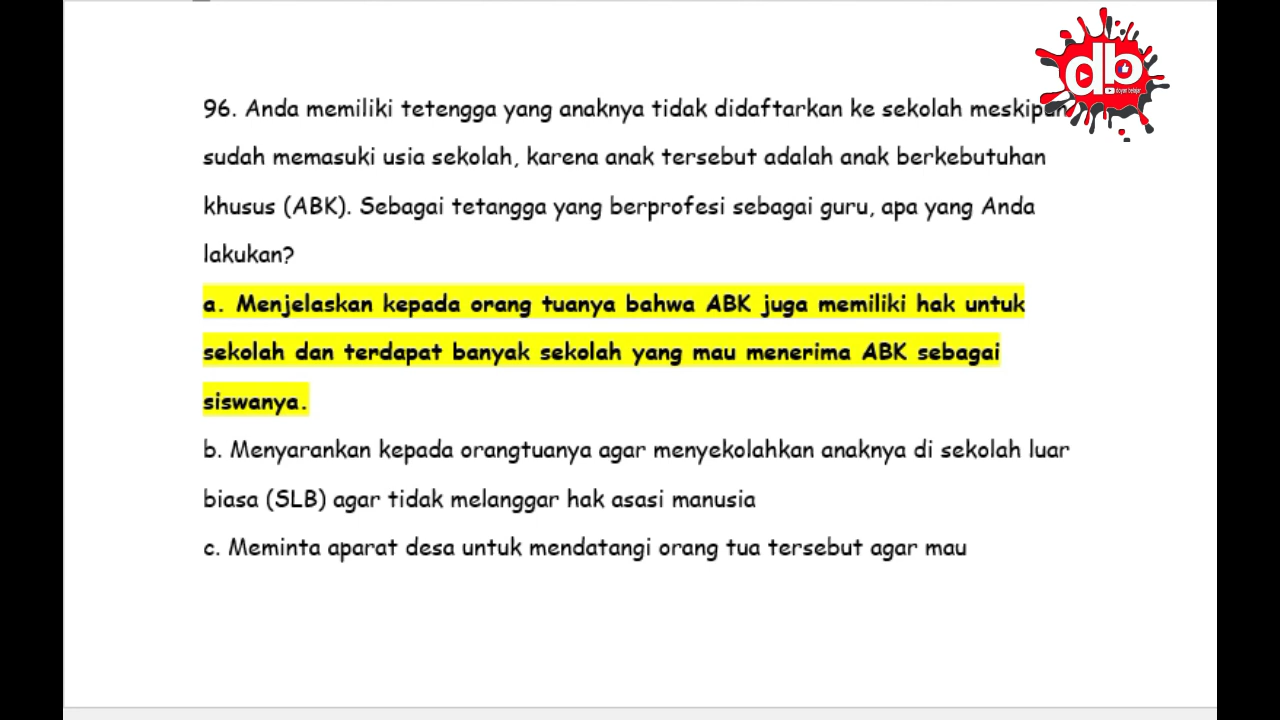 db
doyan belajar
96. Anda memiliki tetengga yang anaknya tidak didaftarkan ke sekolah meskipun
sudah memasuki usia sekolah, karena anak tersebut adalah anak berkebutuhan
khusus (ABK). Sebagai tetangga yang berprofesi sebagai guru, apa yang Anda
lakukan?
a. Menjelaskan kepada orang tuanya bahwa ABK juga memiliki hak untuk
sekolah dan terdapat banyak sekolah yang mau menerima ABK sebagai
siswanya.
b. Menyarankan kepada orangtuanya agar menyekolahkan anaknya di sekolah luar
biasa (SLB) agar tidak melanggar hak asasi manusia
c. Meminta aparat desa untuk mendatangi orang tua tersebut agar mau